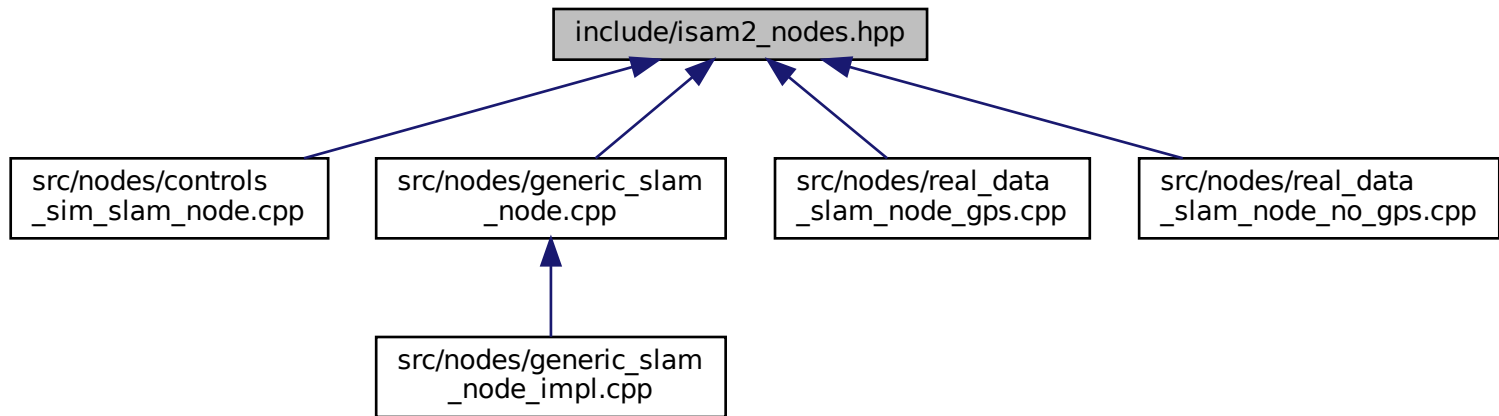 include/isam2_nodes.hpp
src/nodes/controls
_sim_slam_node.cpp
src/nodes/generic_slam
_node.cpp
src/nodes/real_data
_slam_node_gps.cpp
src/nodes/real_data
_slam_node_no_gps.cpp
src/nodes/generic_slam
_node_impl.cpp